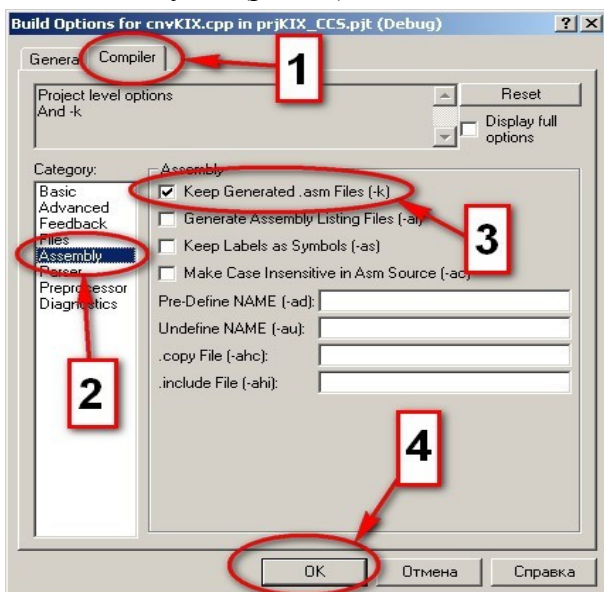 Build Options for cnvKIX.cpp in prjKIX_CCS.pjt (Debug)
General Compiler
1
Project level options
And -k
Reset
Display full
options
Category:
Assembly
Basic
Advanced
Feedback
Files
Assembly
Parser
Preprocessor
Diagnostics
Keep Generated .asm Files (-k)
Generate Assembly Listing Files (-al)
Keep Labels as Symbols (-as)
Make Case Insensitive in Asm Source (-ac)
Pre-Define NAME (-ad):
Undefine NAME (-au):
.copy File (-ahc):
.include File (-ahi):
3
2
4
OK Отмена Справка